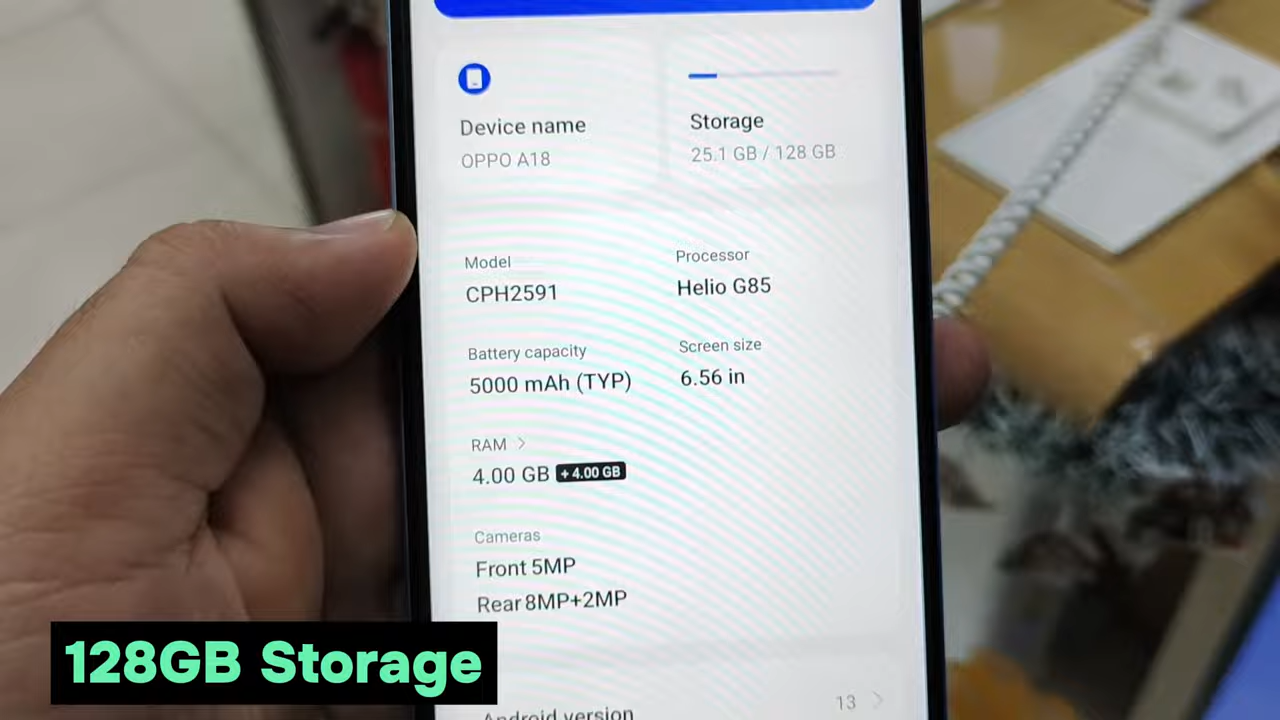 Device name
OPPO A18
Storage
25.1 GB / 128 GB
Model
CPH2591
Processor
Helio G85
Battery capacity
5000 mAh (TYP)
Screen size
6.56 in
RAM >
4.00 GB + 4.00 GB
Cameras
Front 5MP
Rear 8MP+2MP
Android version
13 >
128GB Storage